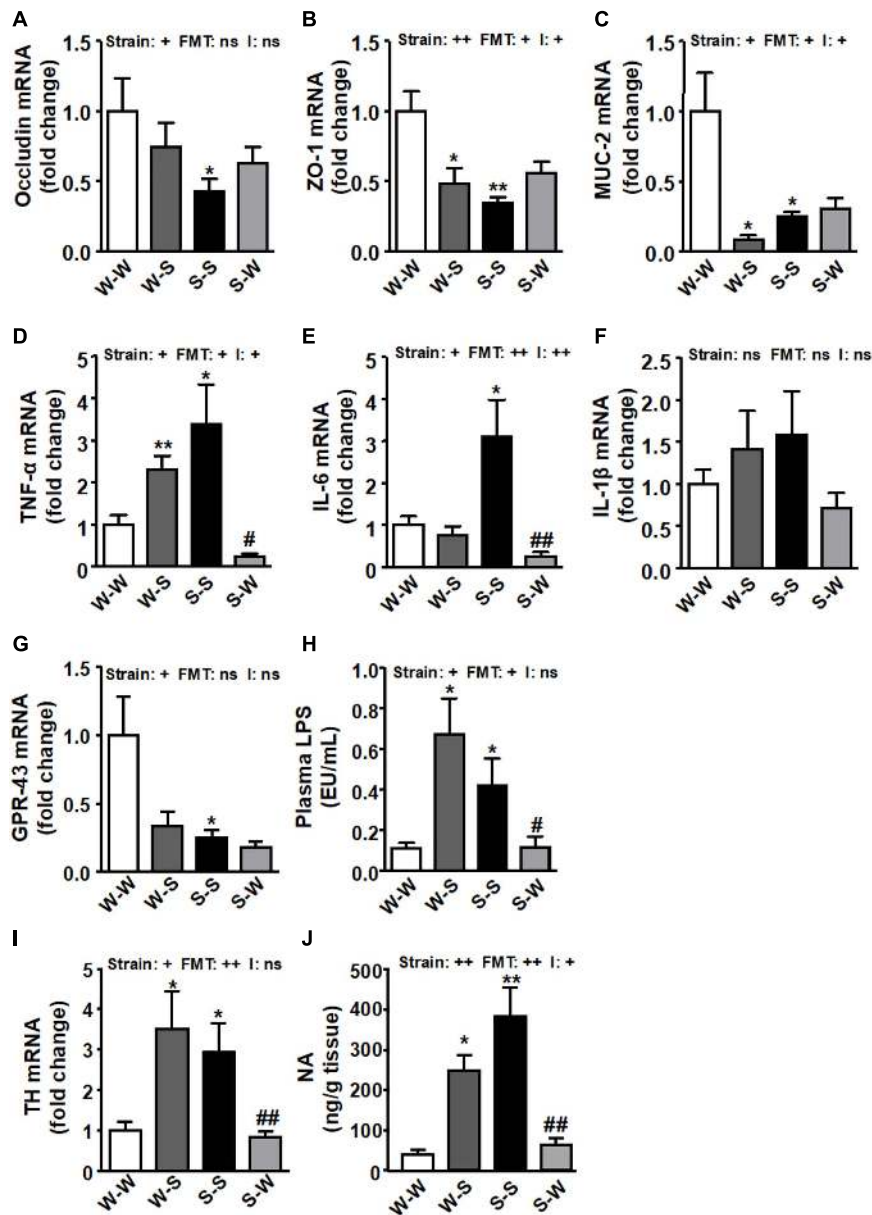 A
Strain: + FMT: ns I: ns
Occludin mRNA
(fold change)
1.5
1.0
0.5
0.0
*
W-W
W-S
S-S
S-W
B
Strain: ++ FMT: + I: +
ZO-1 mRNA
(fold change)
1.5
1.0
0.5
0.0
*
**
W-W
W-S
S-S
S-W
C
Strain: + FMT: + I: +
MUC-2 mRNA
(fold change)
1.5
1.0
0.5
0.0
*
*
W-W
W-S
S-S
S-W
D
Strain: + FMT: + I: +
TNF-α mRNA
(fold change)
5
4
3
2
1
0
**
*
#
W-W
W-S
S-S
S-W
E
Strain: + FMT: ++ I: ++
IL-6 mRNA
(fold change)
5
4
3
2
1
0
*
##
W-W
W-S
S-S
S-W
F
Strain: ns FMT: ns I: ns
IL-1β mRNA
(fold change)
2.5
2.0
1.5
1.0
0.5
0.0
W-W
W-S
S-S
S-W
G
Strain: + FMT: ns I: ns
GPR-43 mRNA
(fold change)
1.5
1.0
0.5
0.0
*
W-W
W-S
S-S
S-W
H
Strain: + FMT: + I: ns
Plasma LPS
(EU/mL)
1.0
0.8
0.6
0.4
0.2
0.0
*
*
#
W-W
W-S
S-S
S-W
I
Strain: + FMT: ++ I: ns
TH mRNA
(fold change)
5
4
3
2
1
0
*
*
##
W-W
W-S
S-S
S-W
J
Strain: ++ FMT: ++ I: +
NA
(ng/g tissue)
500
400
300
200
100
0
*
**
##
W-W
W-S
S-S
S-W